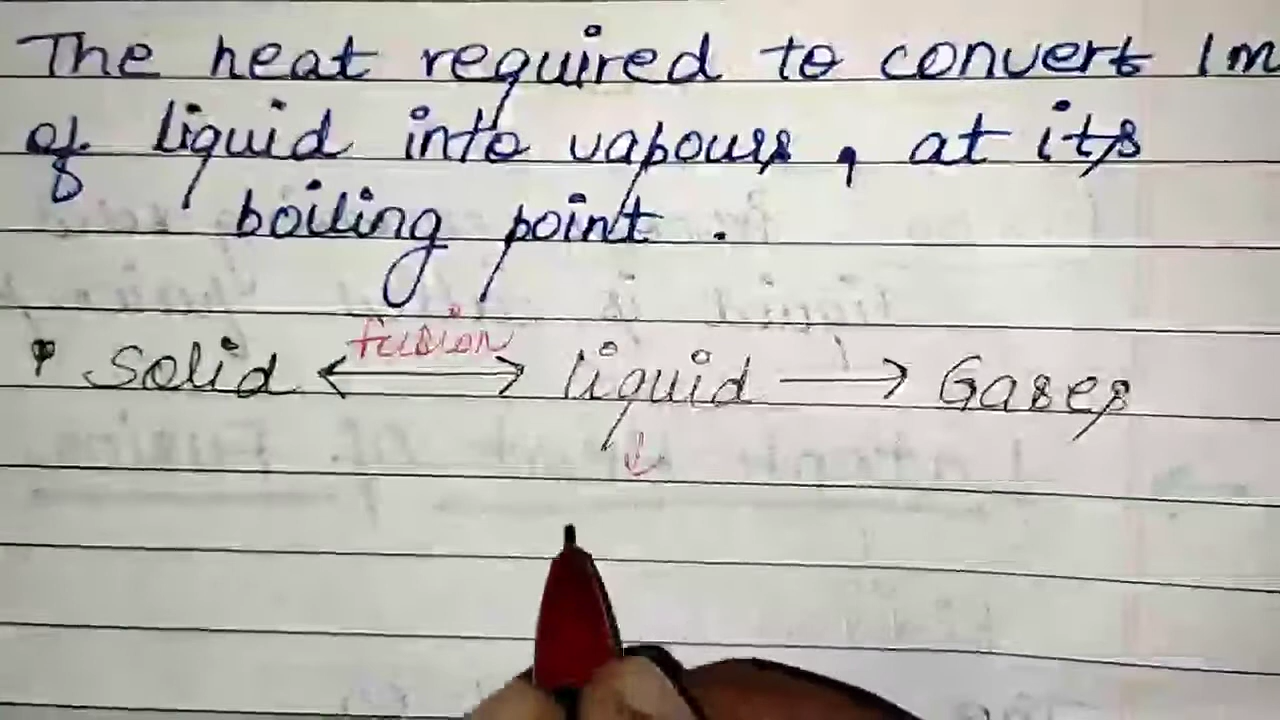 The heat required to convert 1m
of liquid into vapours, at its
boiling point.
fusion
Solid ⟷ liquid ⟶ Gases